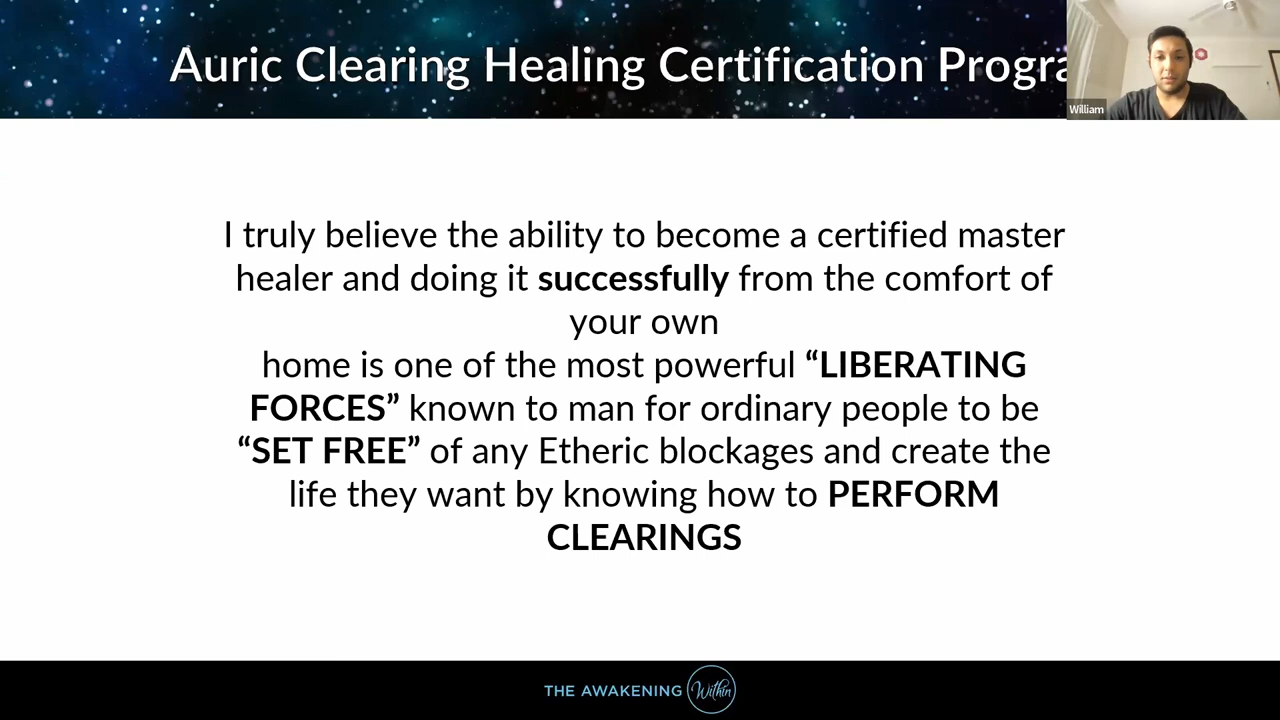 Auric Clearing Healing Certification Progra
William
I truly believe the ability to become a certified master
healer and doing it successfully from the comfort of
your own
home is one of the most powerful “LIBERATING
FORCES” known to man for ordinary people to be
“SET FREE” of any Etheric blockages and create the
life they want by knowing how to PERFORM
CLEARINGS
THE AWAKENING Within